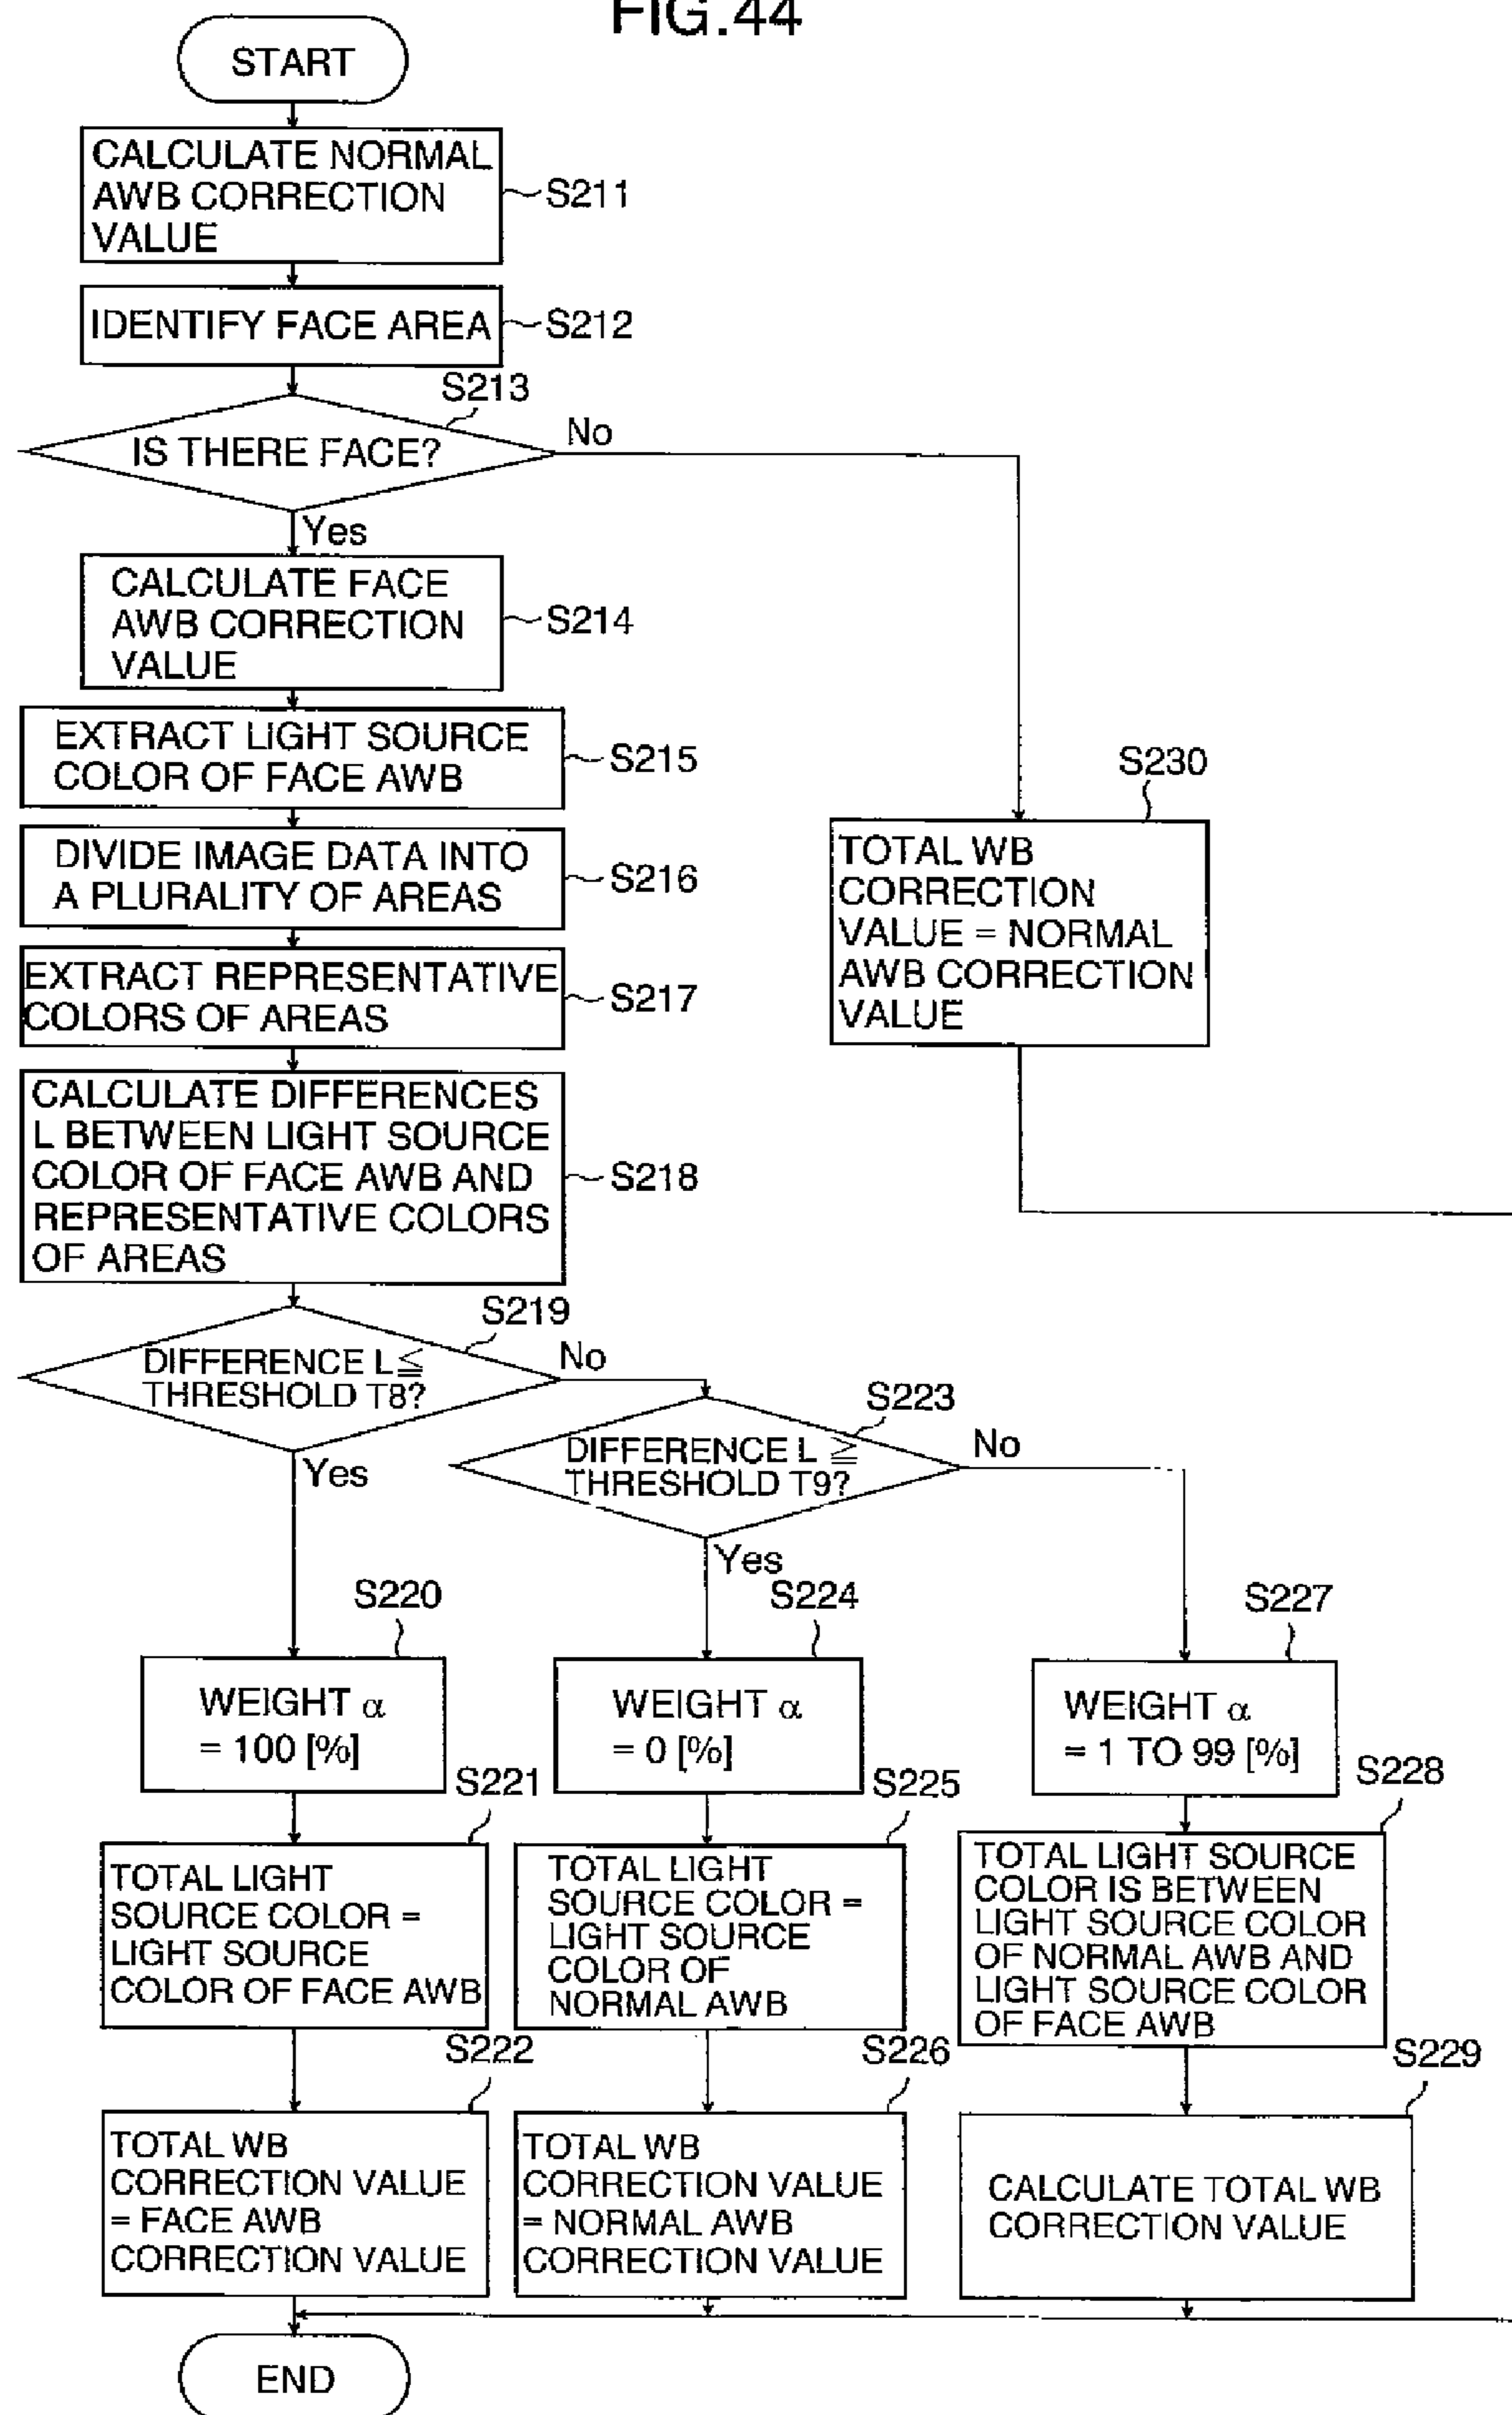 FIG.44
START
CALCULATE NORMAL
AWB CORRECTION
VALUE
S211
IDENTIFY FACE AREA
S212
S213
IS THERE FACE?
No
Yes
CALCULATE FACE
AWB CORRECTION
VALUE
S214
EXTRACT LIGHT SOURCE
COLOR OF FACE AWB
S215
DIVIDE IMAGE DATA INTO
A PLURALITY OF AREAS
S216
EXTRACT REPRESENTATIVE
COLORS OF AREAS
S217
CALCULATE DIFFERENCES
L BETWEEN LIGHT SOURCE
COLOR OF FACE AWB AND
REPRESENTATIVE COLORS
OF AREAS
S218
S230
TOTAL WB
CORRECTION
VALUE = NORMAL
AWB CORRECTION
VALUE
S219
DIFFERENCE L≦
THRESHOLD T8?
No
Yes
S223
DIFFERENCE L ≧
THRESHOLD T9?
No
Yes
S220
WEIGHT α
= 100 [%]
S221
TOTAL LIGHT
SOURCE COLOR =
LIGHT SOURCE
COLOR OF FACE AWB
S222
TOTAL WB
CORRECTION VALUE
= FACE AWB
CORRECTION VALUE
S224
WEIGHT α
= 0 [%]
S225
TOTAL LIGHT
SOURCE COLOR =
LIGHT SOURCE
COLOR OF
NORMAL AWB
S226
TOTAL WB
CORRECTION VALUE
= NORMAL AWB
CORRECTION VALUE
S227
WEIGHT α
= 1 TO 99 [%]
S228
TOTAL LIGHT SOURCE
COLOR IS BETWEEN
LIGHT SOURCE COLOR
OF NORMAL AWB AND
LIGHT SOURCE COLOR
OF FACE AWB
S229
CALCULATE TOTAL WB
CORRECTION VALUE
END